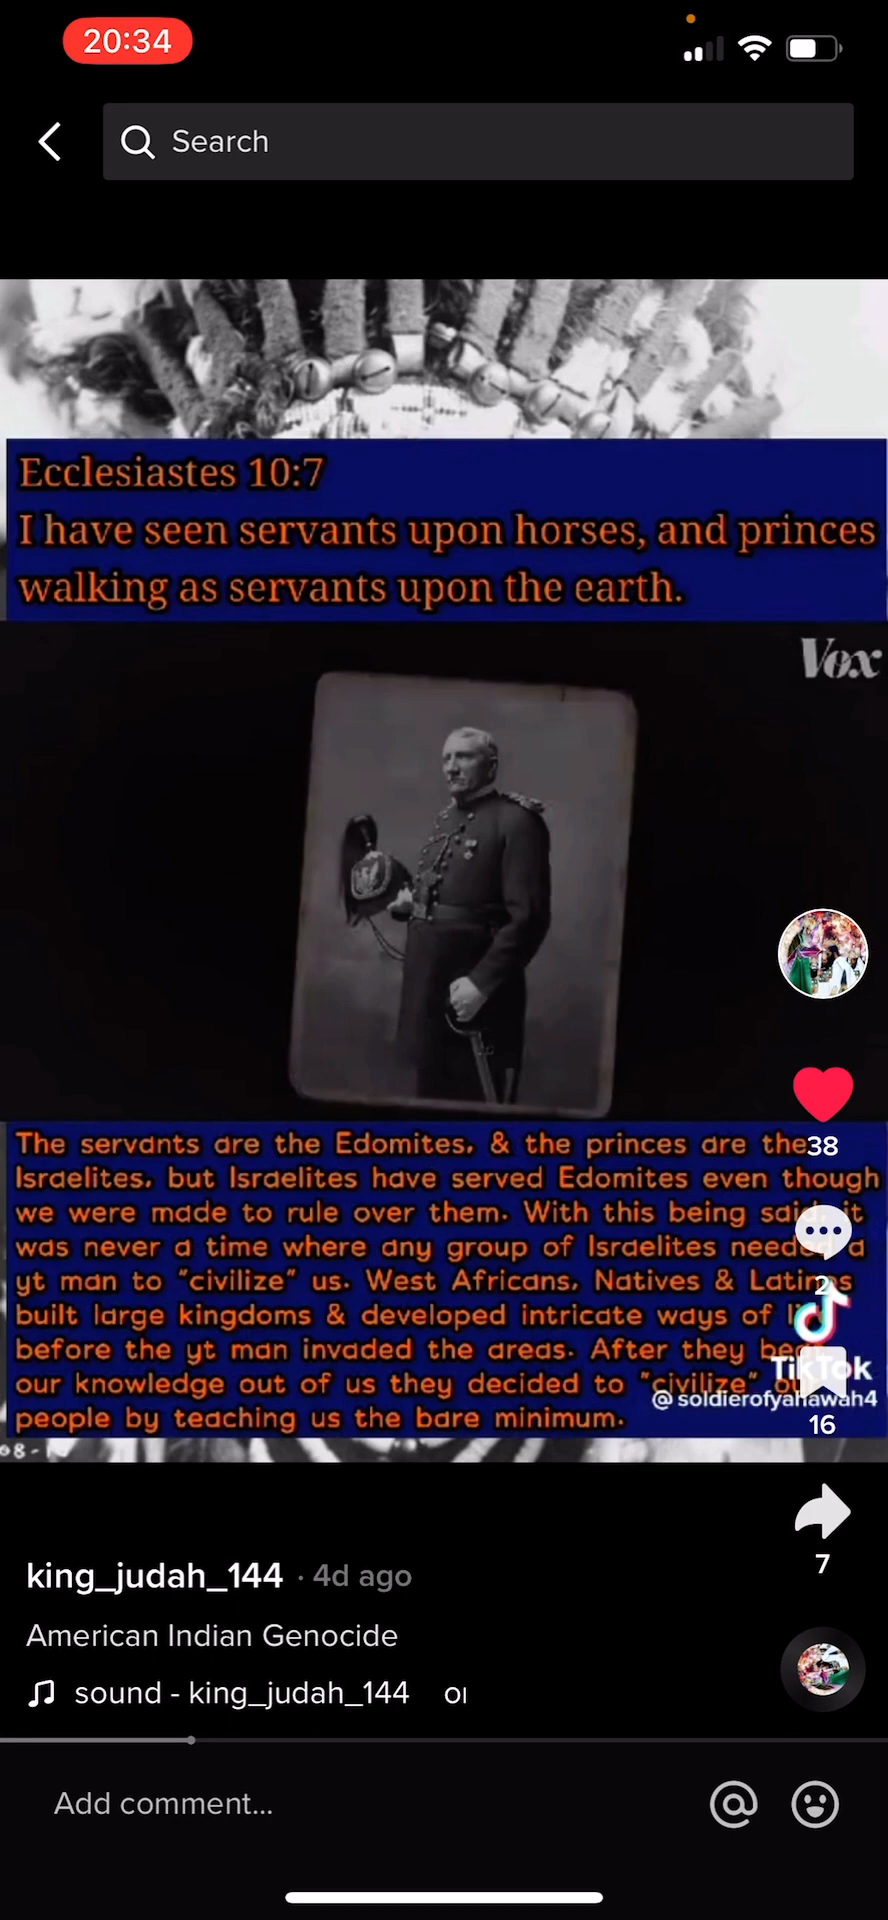 20:34
Search
Ecclesiastes 10:7
I have seen servants upon horses, and princes
walking as servants upon the earth.
Vox
The servants are the Edomites, & the princes are the
38
Israelites, but Israelites have served Edomites even though
we were made to rule over them. With this being said, it
was never a time where any group of Israelites needed a
yt man to "civilize" us. West Africans, Natives & Latinos
2
built large kingdoms & developed intricate ways of
before the yt man invaded the areas. After they
TikTok
our knowledge out of us they decided to "civilize"
@soldierofyahawah4
people by teaching us the bare minimum.
16
7
king_judah_144 · 4d ago
American Indian Genocide
sound - king_judah_144 or
Add comment...